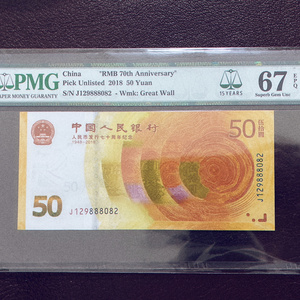 PMG
PAPER MONEY GUARANTY
China "RMB 70th Anniversary"
Pick Unlisted 2018 50 Yuan
S/N J129888082 - Wmk: Great Wall
15 YEARS
67 EPQ
Superb Gem Unc
中国人民银行
人民币发行七十周年纪念
1948-2018
50
伍拾圆
J129888082
50
J129888082